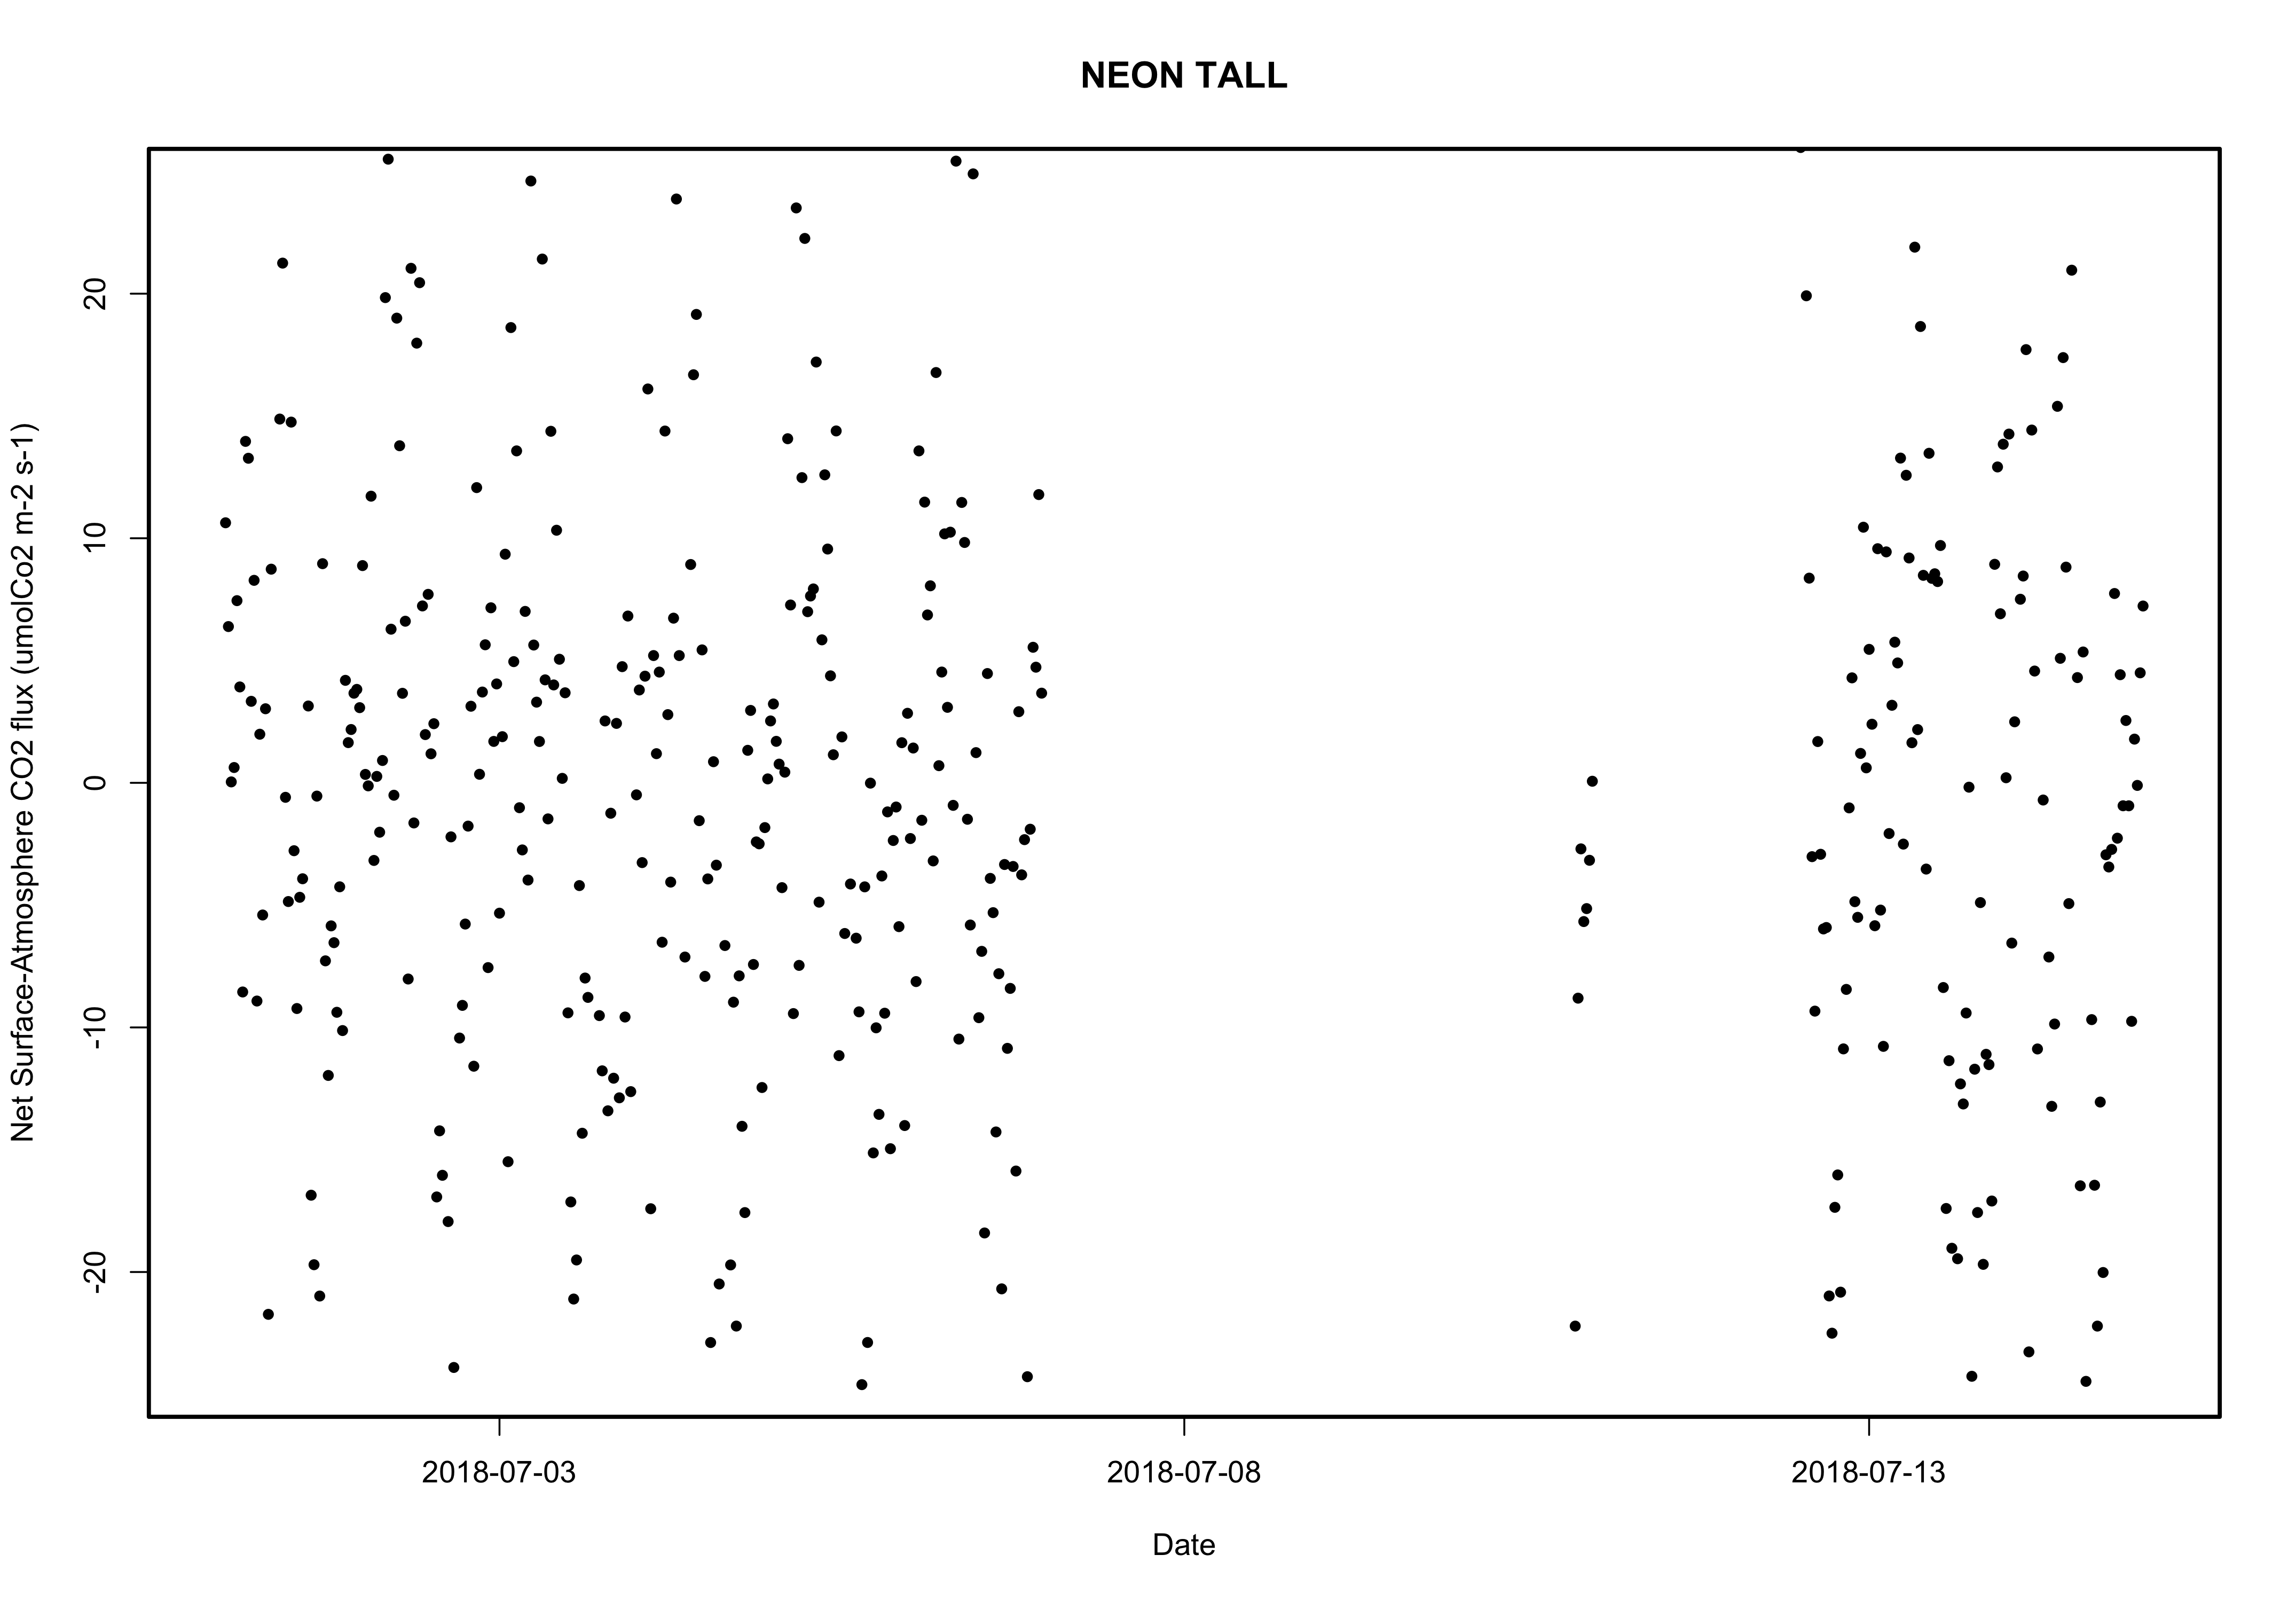 NEON TALL
Net Surface-Atmosphere CO2 flux (umolCo2 m-2 s-1)
20
10
0
-10
-20
2018-07-03
2018-07-08
2018-07-13
Date